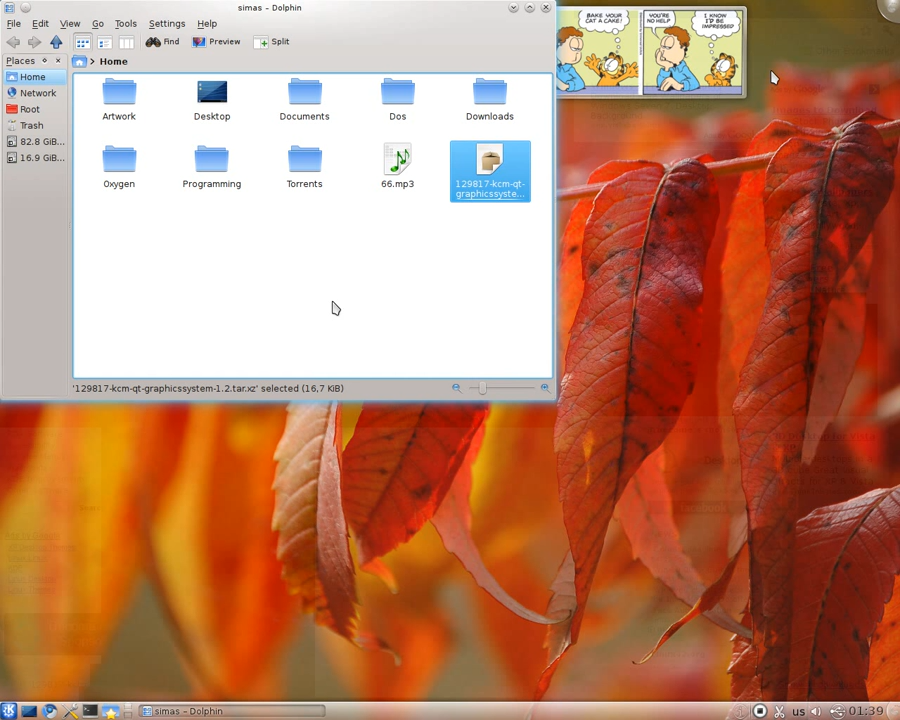 simas – Dolphin
File Edit View Go Tools Settings Help
Find Preview Split
Places
Home
Home
Network
Root
Trash
82.8 GiB...
16.9 GiB...
Artwork Desktop Documents Dos Downloads
Oxygen Programming Torrents 66.mp3 129817-kcm-qt-
graphicssyste...
'129817-kcm-qt-graphicssystem-1.2.tar.xz' selected (16,7 KiB)
BAKE YOUR
CAT A CAKE!
YOU'RE
NO HELP
I KNOW
I'D BE
IMPRESSED
simas – Dolphin
us
01:39